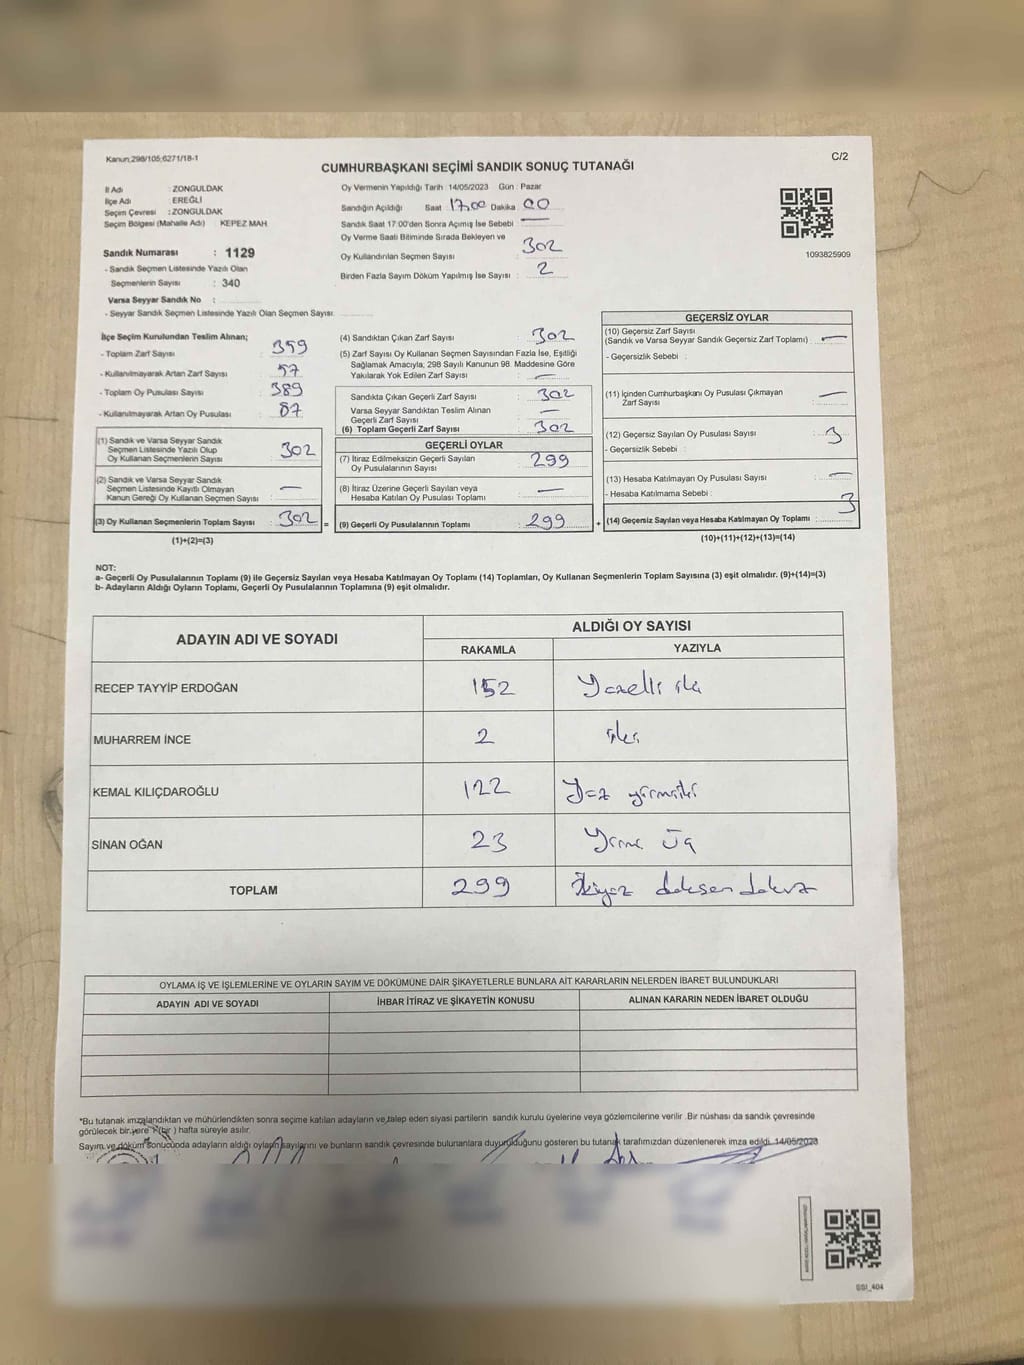 Kanun;298/105;6271/18-1
C/2
CUMHURBAŞKANI SEÇİMİ SANDIK SONUÇ TUTANAĞI
İl Adı : ZONGULDAK
İlçe Adı : EREĞLİ
Seçim Çevresi : ZONGULDAK
Seçim Bölgesi (Mahalle Adı) : KEPEZ MAH
Sandık Numarası : 1129
- Sandık Seçmen Listesinde Yazılı Olan
Seçmenlerin Sayısı : 340
Varsa Seyyar Sandık No :
- Seyyar Sandık Seçmen Listesinde Yazılı Olan Seçmen Sayısı:
Oy Vermenin Yapıldığı Tarih : 14/05/2023 Gün : Pazar
Sandığın Açıldığı Saat 17,00 Dakika 00
Sandık Saat 17:00'den Sonra Açımış İse Sebebi : —
Oy Verme Saati Bitiminde Sırada Bekleyen ve
Oy Kullandırılan Seçmen Sayısı : 302
Birden Fazla Sayım Döküm Yapılmış İse Sayısı : 2
1093825909
İlçe Seçim Kurulundan Teslim Alınan;
- Toplam Zarf Sayısı : 359
- Kullanılmayarak Artan Zarf Sayısı : 57
- Toplam Oy Pusulası Sayısı : 389
- Kullanılmayarak Artan Oy Pusulası : 87
(1) Sandık ve Varsa Seyyar Sandık
Seçmen Listesinde Yazılı Olup
Oy Kullanan Seçmenlerin Sayısı : 302
(2) Sandık ve Varsa Seyyar Sandık
Seçmen Listesinde Kayıtlı Olmayan
Kanun Gereği Oy Kullanan Seçmen Sayısı : —
(3) Oy Kullanan Seçmenlerin Toplam Sayısı : 302 =
(1)+(2)=(3)
(4) Sandıktan Çıkan Zarf Sayısı : 302
(5) Zarf Sayısı Oy Kullanan Seçmen Sayısından Fazla İse, Eşitliği
Sağlamak Amacıyla, 298 Sayılı Kanunun 98. Maddesine Göre
Yakılarak Yok Edilen Zarf Sayısı : —
Sandıkta Çıkan Geçerli Zarf Sayısı : 302
Varsa Seyyar Sandıktan Teslim Alınan
Geçerli Zarf Sayısı : —
(6) Toplam Geçerli Zarf Sayısı : 302
GEÇERLİ OYLAR
(7) İtiraz Edilmeksizin Geçerli Sayılan
Oy Pusulalarının Sayısı : 299
(8) İtiraz Üzerine Geçerli Sayılan veya
Hesaba Katılan Oy Pusulası Toplamı : —
(9) Geçerli Oy Pusulalarının Toplamı : 299 +
GEÇERSİZ OYLAR
(10) Geçersiz Zarf Sayısı
(Sandık ve Varsa Seyyar Sandık Geçersiz Zarf Toplamı) : —
- Geçersizlik Sebebi :
(11) İçinden Cumhurbaşkanı Oy Pusulası Çıkmayan
Zarf Sayısı : —
(12) Geçersiz Sayılan Oy Pusulası Sayısı : 3
- Geçersizlik Sebebi :
(13) Hesaba Katılmayan Oy Pusulası Sayısı : —
- Hesaba Katılmama Sebebi :
(14) Geçersiz Sayılan veya Hesaba Katılmayan Oy Toplamı : 3
(10)+(11)+(12)+(13)=(14)
NOT:
a- Geçerli Oy Pusulalarının Toplamı (9) ile Geçersiz Sayılan veya Hesaba Katılmayan Oy Toplamı (14) Toplamları, Oy Kullanan Seçmenlerin Toplam Sayısına (3) eşit olmalıdır. (9)+(14)=(3)
b- Adayların Aldığı Oyların Toplamı, Geçerli Oy Pusulalarının Toplamına (9) eşit olmalıdır.
ADAYIN ADI VE SOYADI
ALDIĞI OY SAYISI
RAKAMLA YAZIYLA
RECEP TAYYİP ERDOĞAN 152 Yüzelli iki
MUHARREM İNCE 2 iki
KEMAL KILIÇDAROĞLU 122 Yüz yirmiiki
SİNAN OĞAN 23 Yirmi üç
TOPLAM 299 İkiyüz doksan dokuz
OYLAMA İŞ VE İŞLEMLERİNE VE OYLARIN SAYIM VE DÖKÜMÜNE DAİR ŞİKAYETLERLE BUNLARA AİT KARARLARIN NELERDEN İBARET BULUNDUKLARI
ADAYIN ADI VE SOYADI İHBAR İTİRAZ VE ŞİKAYETİN KONUSU ALINAN KARARIN NEDEN İBARET OLDUĞU
*Bu tutanak imzalandıktan ve mühürlendikten sonra seçime katılan adayların ve talep eden siyasi partilerin sandık kurulu üyelerine veya gözlemcilerine verilir. Bir nüshası da sandık çevresinde
görülecek bir yere 1(bir ) hafta süreyle asılır.
Sayım ve döküm sonucunda adayların aldığı oyların sayılarını ve bunların sandık çevresinde bulunanlara duyurulduğunu gösteren bu tutanak tarafımızdan düzenlenerek imza edildi. 14/05/2023
SSI_404